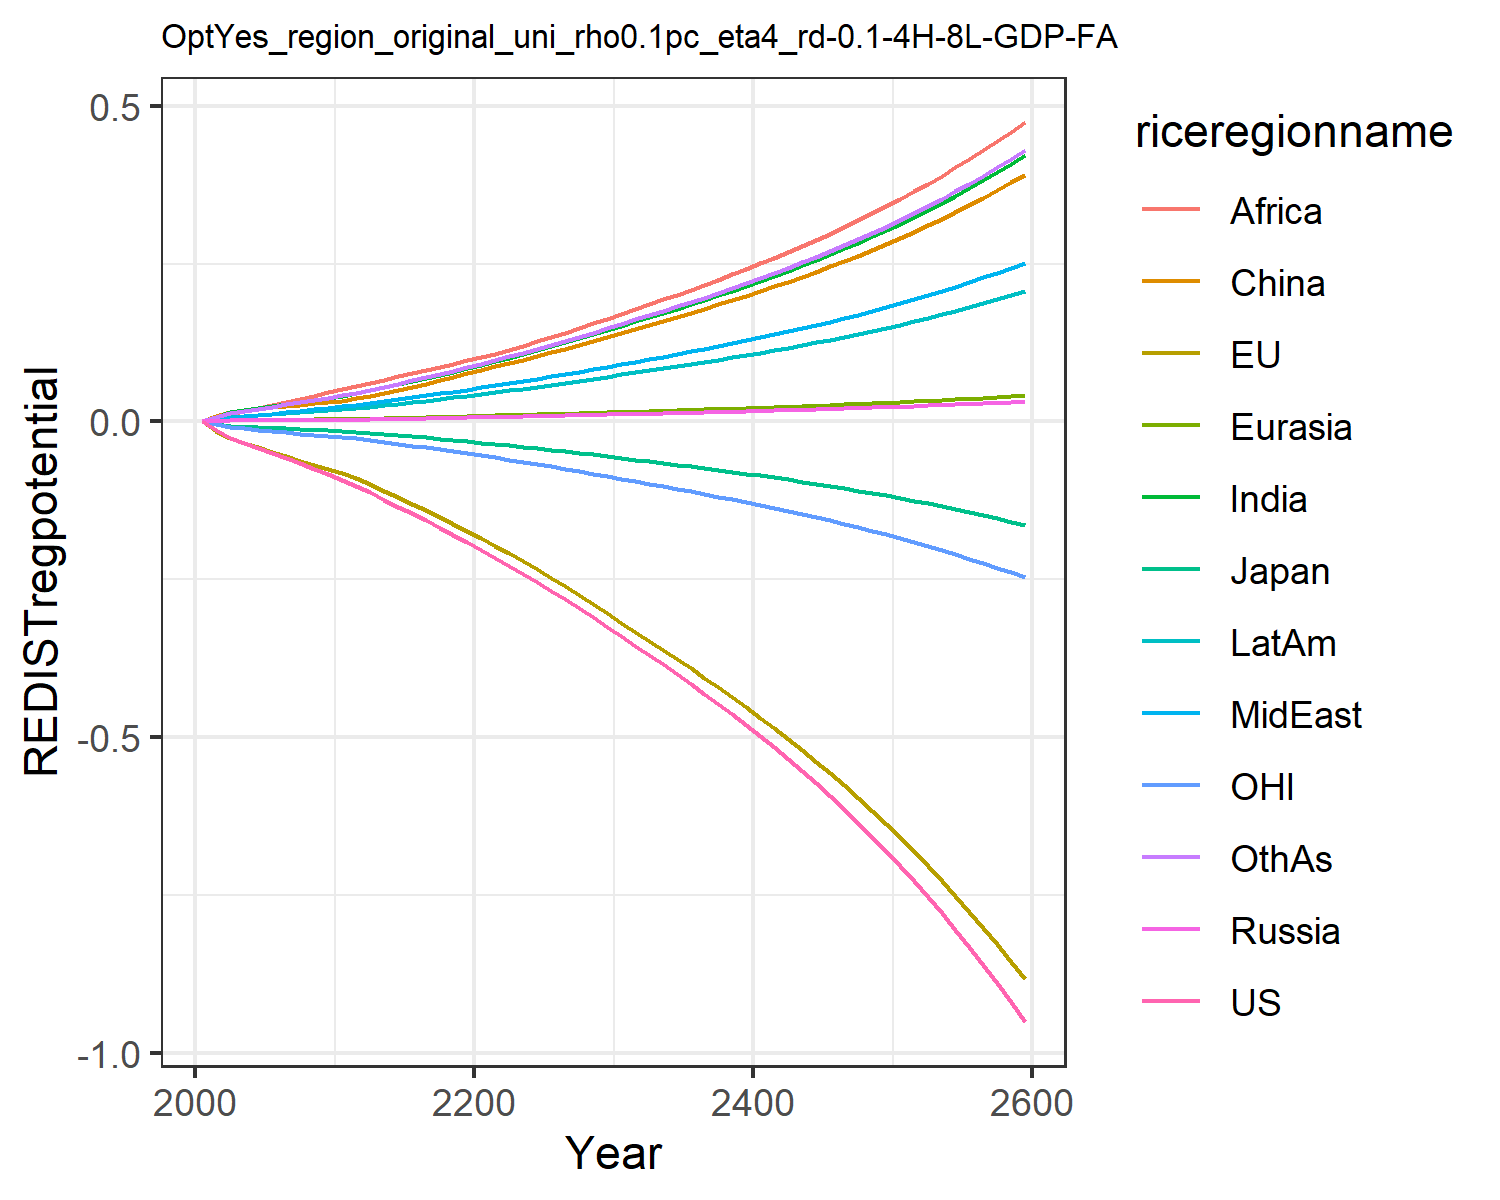 OptYes_region_original_uni_rho0.1pc_eta4_rd-0.1-4H-8L-GDP-FA
0.5
0.0
-0.5
-1.0
REDISTregpotential
2000 2200 2400 2600
Year
riceregionname
Africa
China
EU
Eurasia
India
Japan
LatAm
MidEast
OHI
OthAs
Russia
US